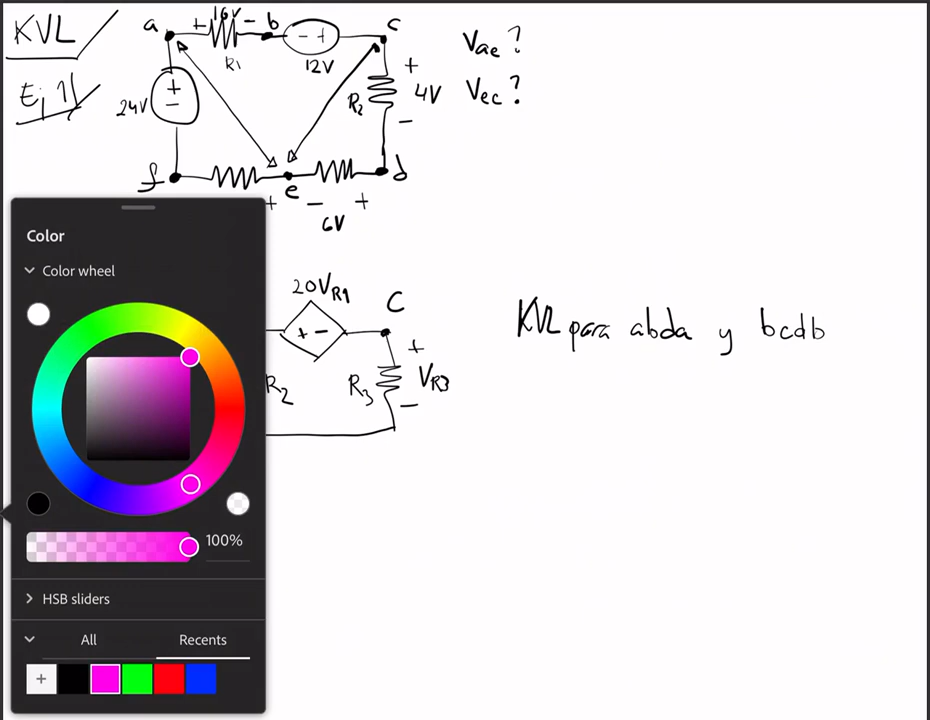 KVL
Ej 1
a + 16V - b - + c
R1 12V
24V + -
R2 + 4V -
Vae ?
Vec ?
f e d
+ - +
6V
Color
Color wheel
100%
HSB sliders
All Recents
+
20VR1
+ - C
R2 R3 + VR3 -
KVL para abda y bcdb